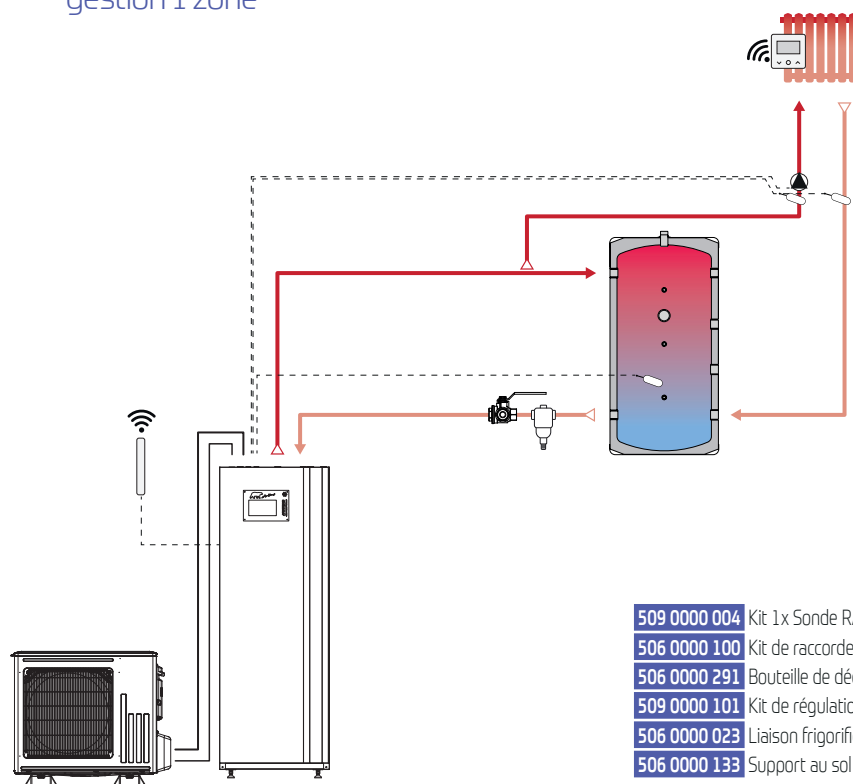 gestion 1 zone
509 0000 004 Kit 1x Sonde R
506 0000 100 Kit de raccorde
506 0000 291 Bouteille de dé
509 0000 101 Kit de régulatio
506 0000 023 Liaison frigorifi
506 0000 133 Support au sol